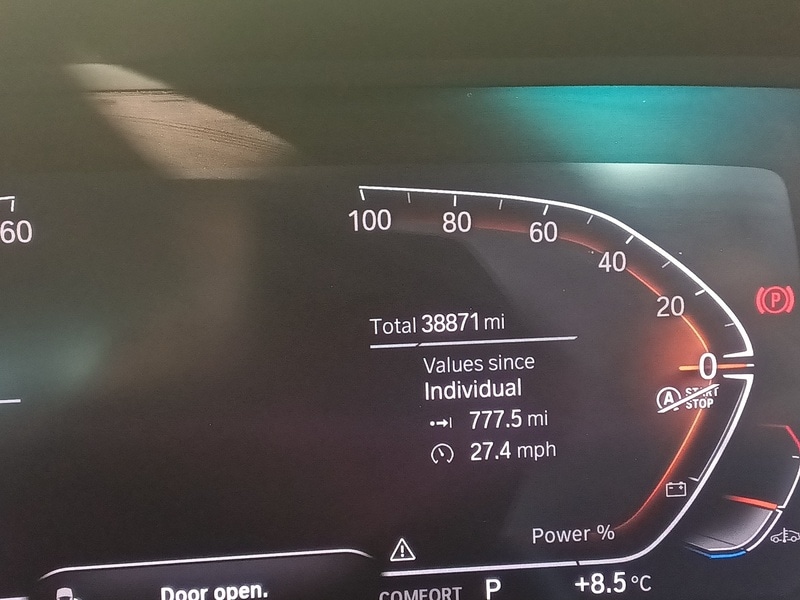 60
100
80
60
40
20
0
Total 38871 mi
Values since
Individual
777.5 mi
27.4 mph
(P)
A START STOP
Power %
Door open.
COMFORT P +8.5 °C